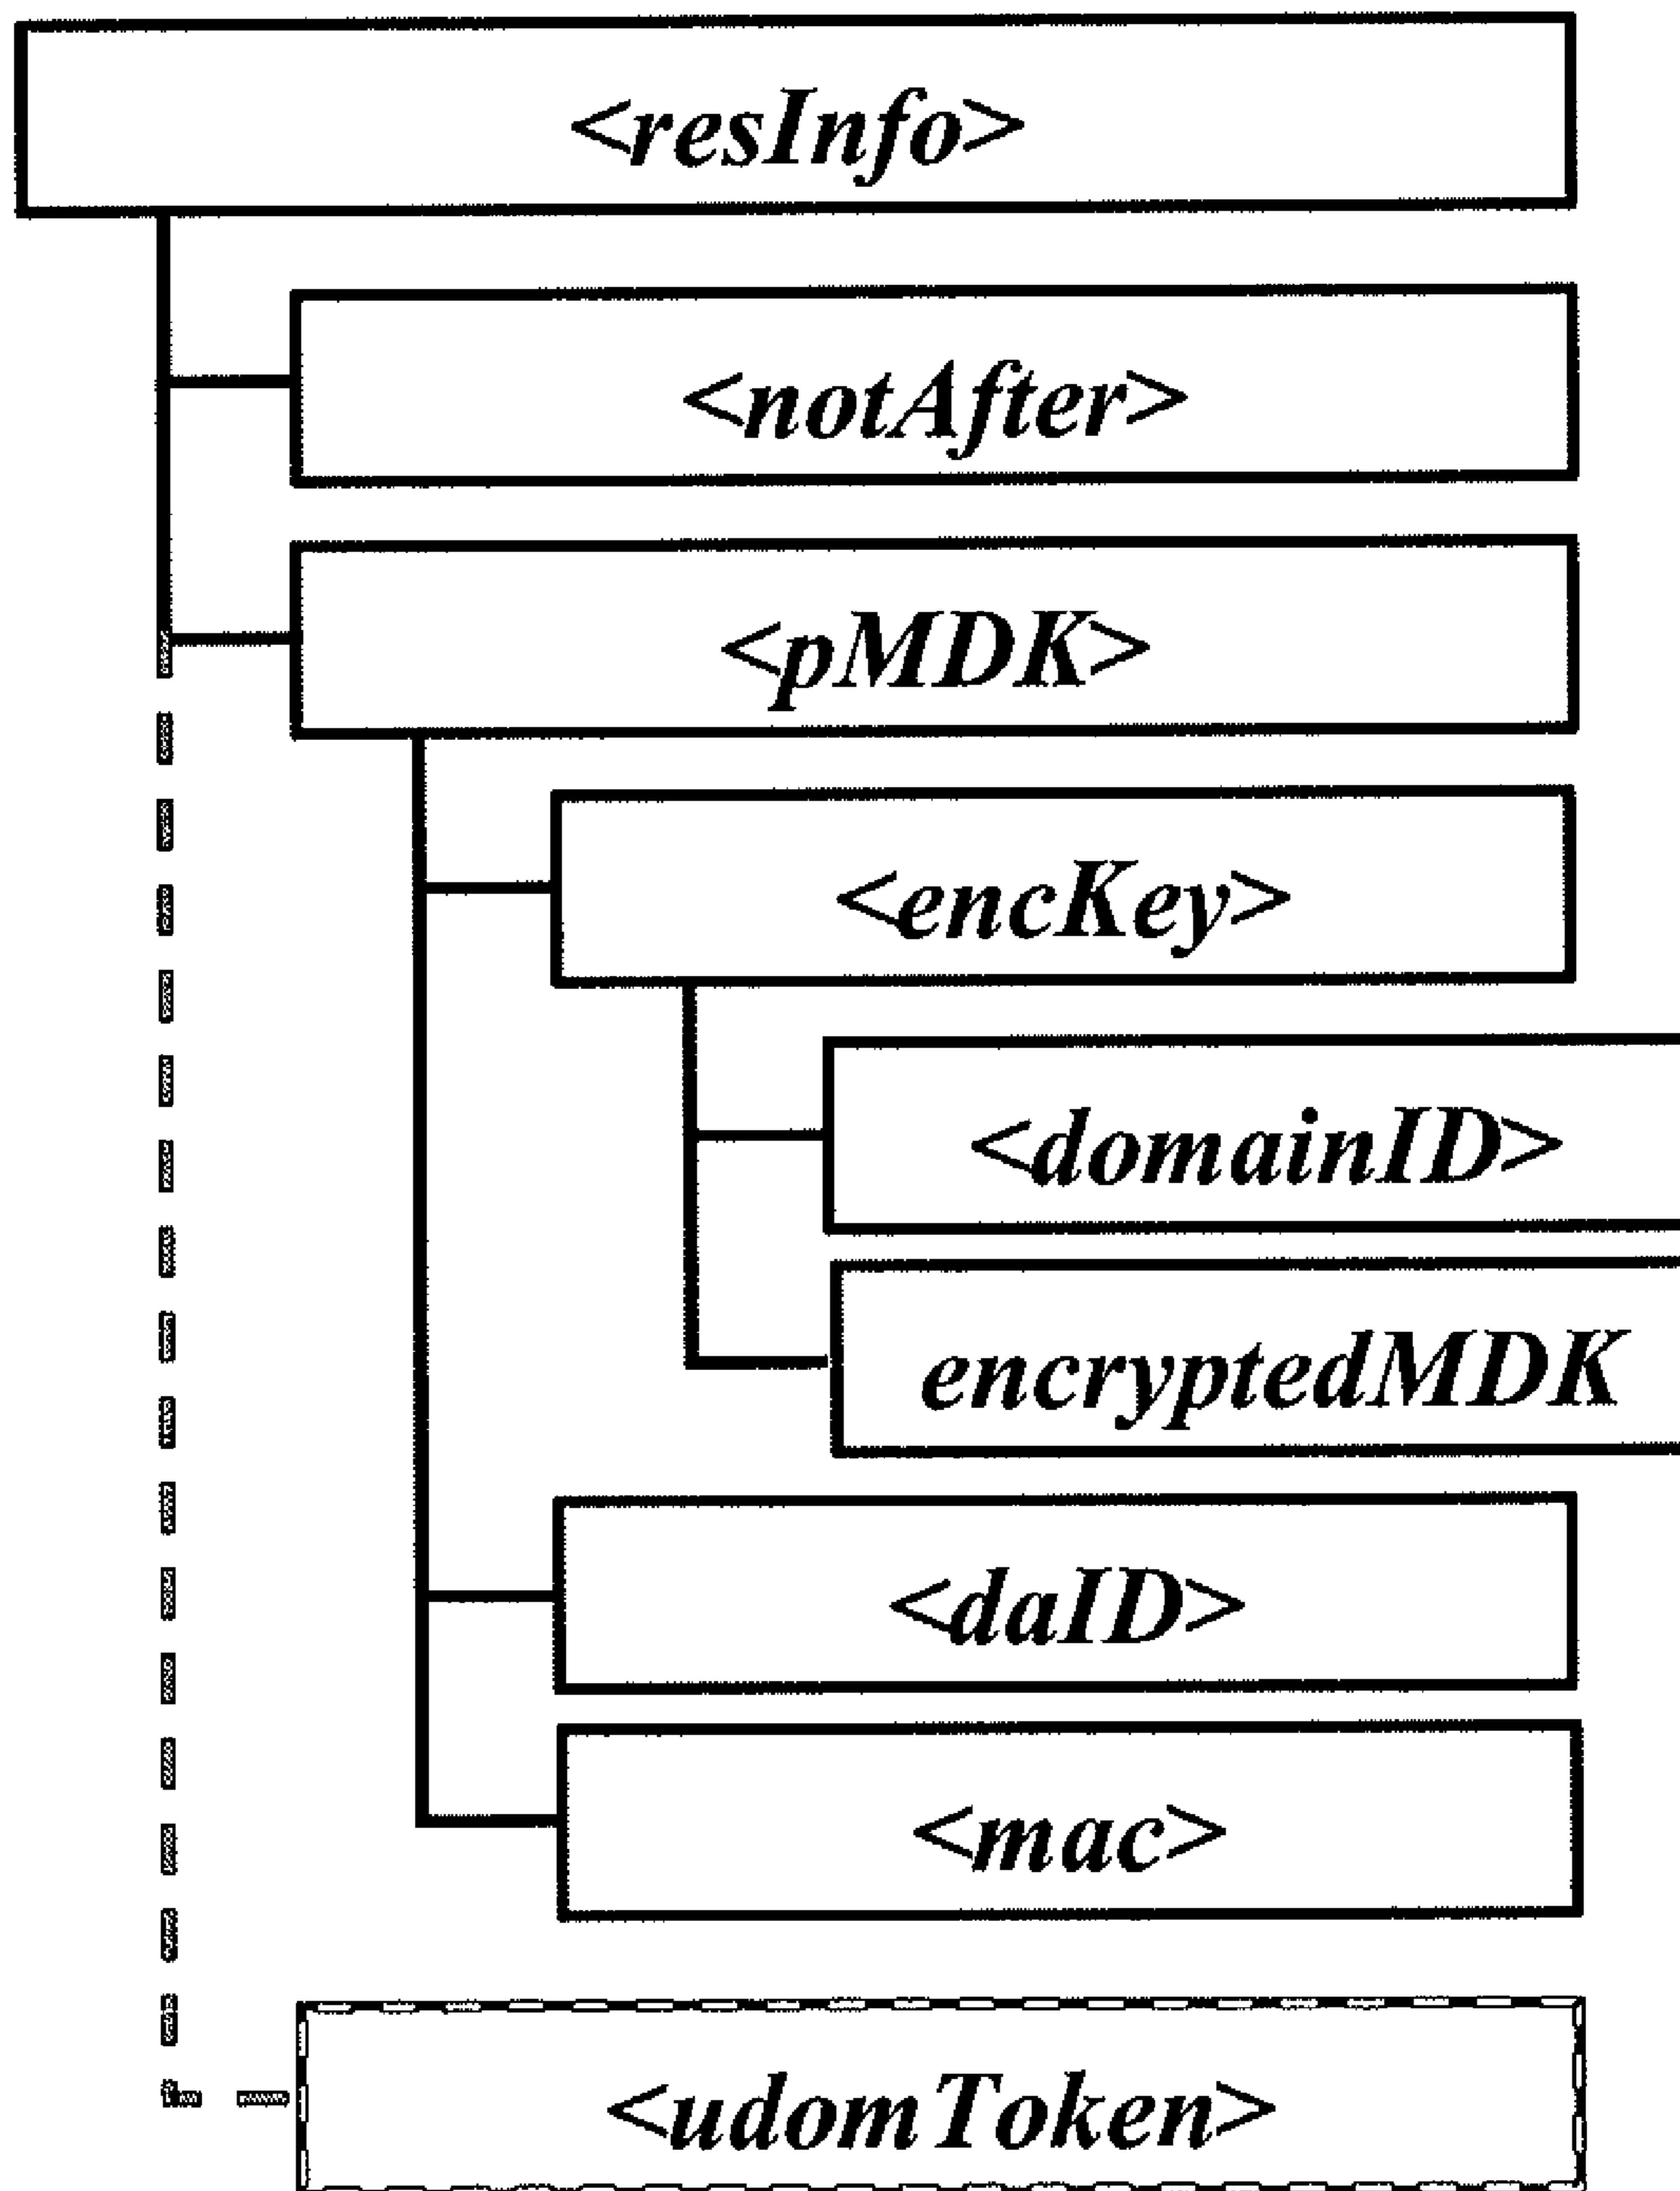 <resInfo>
<notAfter>
<pMDK>
<encKey>
<domainID>
encryptedMDK
<daID>
<mac>
<udomToken>